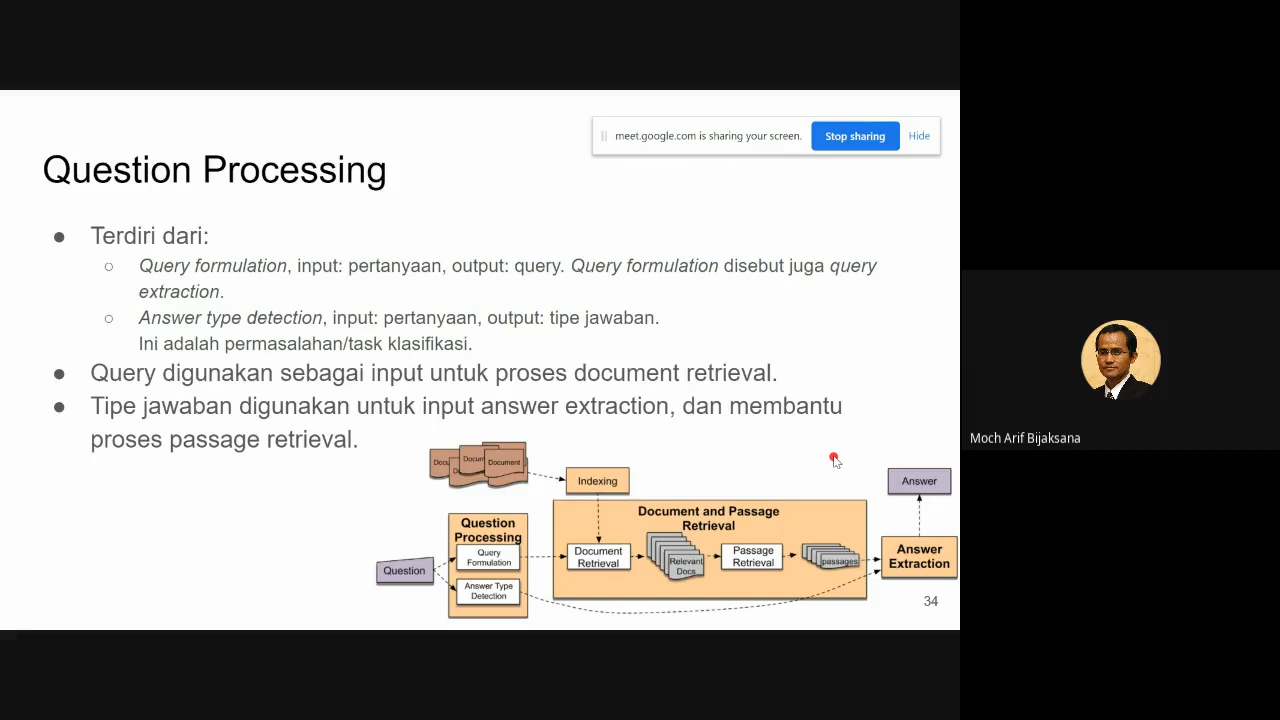 meet.google.com is sharing your screen. Stop sharing Hide
Question Processing
● Terdiri dari:
○ Query formulation, input: pertanyaan, output: query. Query formulation disebut juga query
extraction.
○ Answer type detection, input: pertanyaan, output: tipe jawaban.
Ini adalah permasalahan/task klasifikasi.
● Query digunakan sebagai input untuk proses document retrieval.
● Tipe jawaban digunakan untuk input answer extraction, dan membantu
proses passage retrieval.
Moch Arif Bijaksana
Document
Indexing
Answer
Document and Passage
Retrieval
Question
Processing
Query
Formulation
Answer Type
Detection
Question
Document
Retrieval
Relevant
Docs
Passage
Retrieval
passages
Answer
Extraction
34